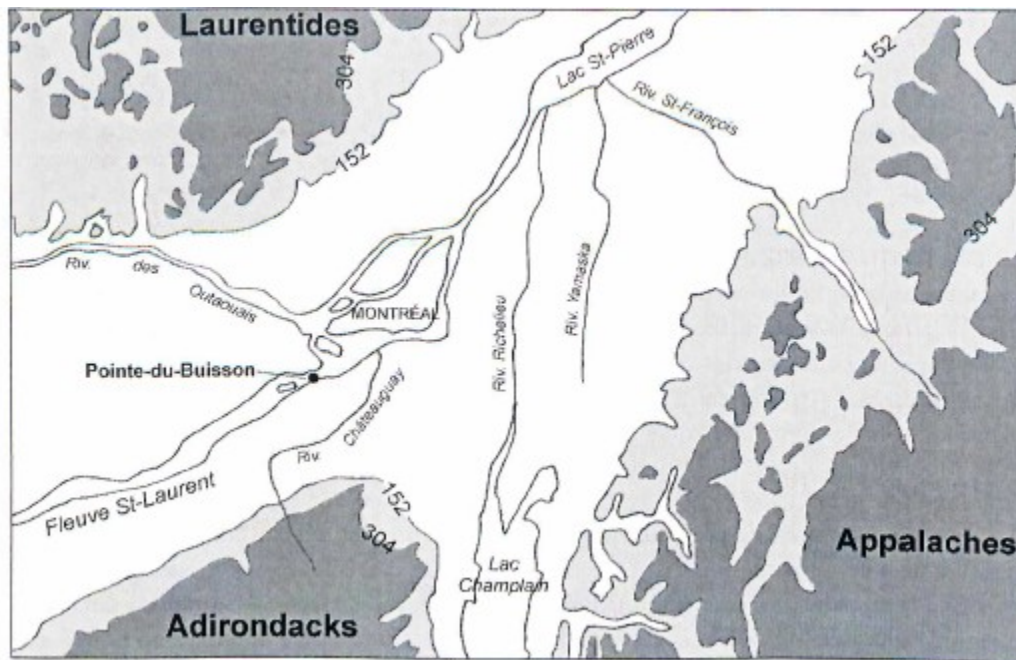 Laurentides
304
152
Lac St-Pierre
Riv. St-François
152
304
Riv. des
Outaouais
MONTRÉAL
Pointe-du-Buisson
Riv. Richelieu
Riv. Yamaska
Riv. Châteauguay
Fleuve St-Laurent
152
304
Lac
Champlain
Adirondacks
Appalaches